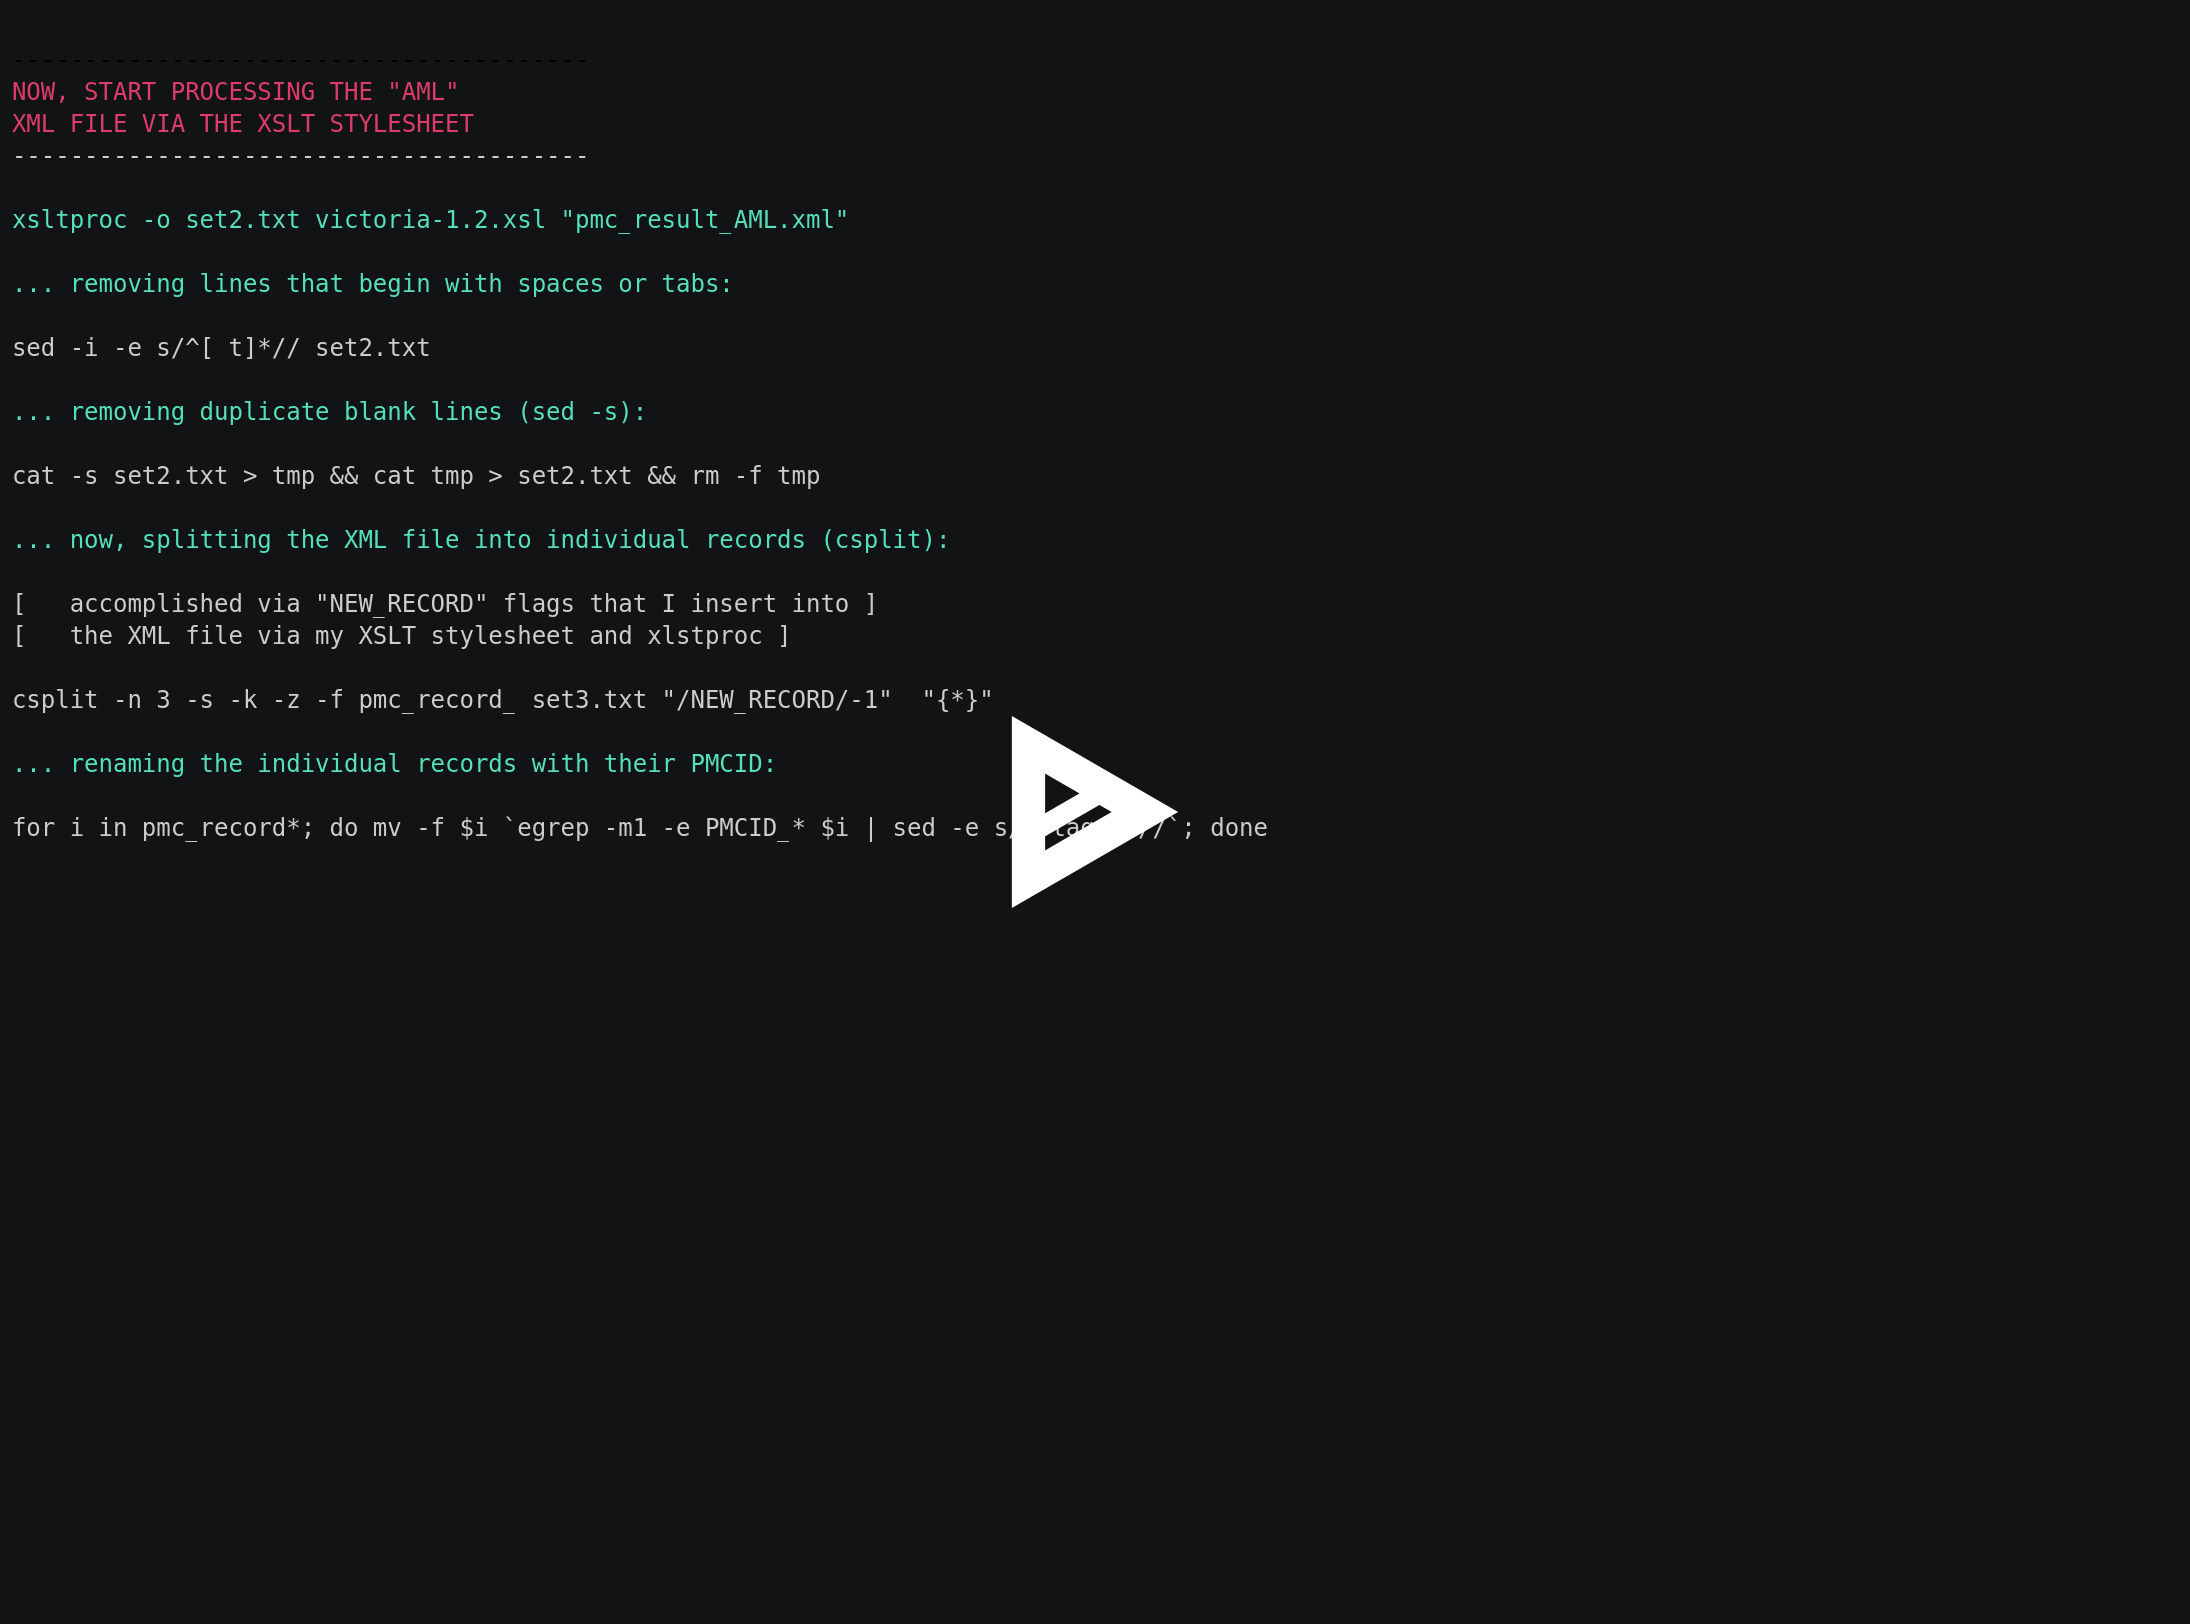 ----------------------------------------
NOW, START PROCESSING THE "AML"
XML FILE VIA THE XSLT STYLESHEET
----------------------------------------
xsltproc -o set2.txt victoria-1.2.xsl "pmc_result_AML.xml"
... removing lines that begin with spaces or tabs:
sed -i -e s/^[ t]*// set2.txt
... removing duplicate blank lines (sed -s):
cat -s set2.txt > tmp && cat tmp > set2.txt && rm -f tmp
... now, splitting the XML file into individual records (csplit):
[   accomplished via "NEW_RECORD" flags that I insert into ]
[   the XML file via my XSLT stylesheet and xlstproc ]
csplit -n 3 -s -k -z -f pmc_record_ set3.txt "/NEW_RECORD/-1"  "{*}"
... renaming the individual records with their PMCID:
for i in pmc_record*; do mv -f $i `egrep -m1 -e PMCID_* $i | sed -e //`; done